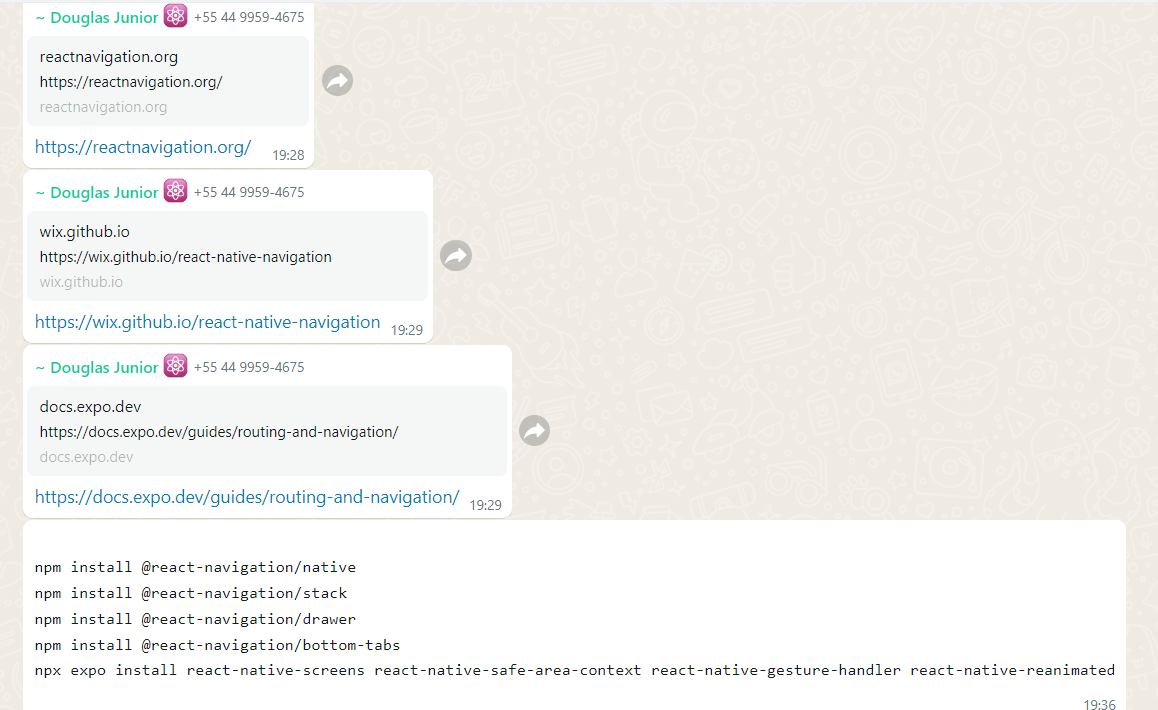 ~ Douglas Junior ⚛ +55 44 9959-4675
reactnavigation.org
https://reactnavigation.org/
reactnavigation.org
https://reactnavigation.org/ 19:28
~ Douglas Junior ⚛ +55 44 9959-4675
wix.github.io
https://wix.github.io/react-native-navigation
wix.github.io
https://wix.github.io/react-native-navigation 19:29
~ Douglas Junior ⚛ +55 44 9959-4675
docs.expo.dev
https://docs.expo.dev/guides/routing-and-navigation/
docs.expo.dev
https://docs.expo.dev/guides/routing-and-navigation/ 19:29
npm install @react-navigation/native
npm install @react-navigation/stack
npm install @react-navigation/drawer
npm install @react-navigation/bottom-tabs
npx expo install react-native-screens react-native-safe-area-context react-native-gesture-handler react-native-reanimated
19:36